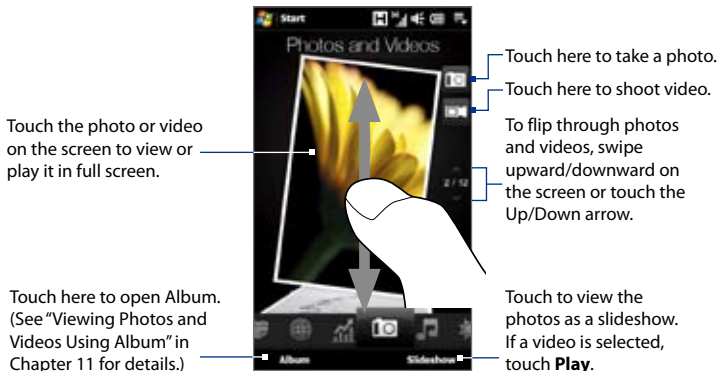 Start
Photos and Videos
Touch here to take a photo.
Touch here to shoot video.
Touch the photo or video
on the screen to view or
play it in full screen.
To flip through photos
and videos, swipe
upward/downward on
the screen or touch the
Up/Down arrow.
2 / 12
Touch here to open Album.
(See “Viewing Photos and
Videos Using Album” in
Chapter 11 for details.)
Touch to view the
photos as a slideshow.
If a video is selected,
touch Play.
Album
Slideshow